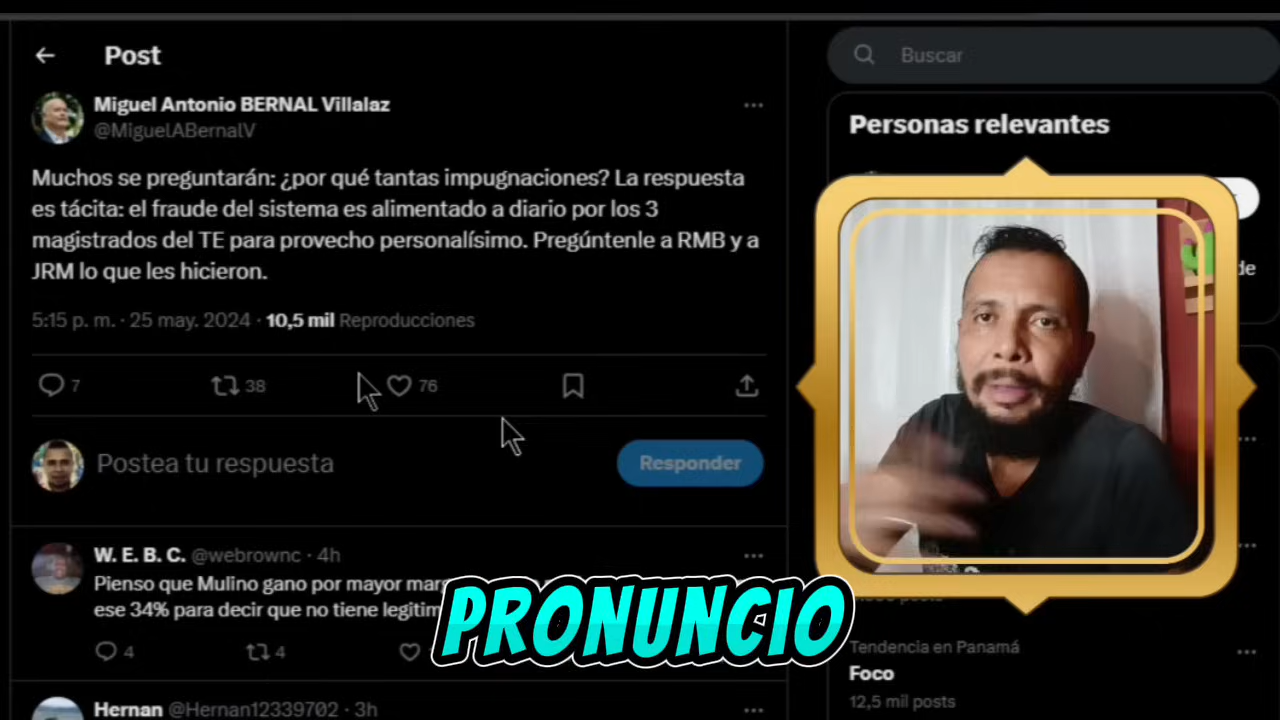 Post
Buscar
Miguel Antonio BERNAL Villalaz
@MiguelABernalV
Personas relevantes
Muchos se preguntarán: ¿por qué tantas impugnaciones? La respuesta
es tácita: el fraude del sistema es alimentado a diario por los 3
magistrados del TE para provecho personalísimo. Pregúntenle a RMB y a
JRM lo que les hicieron.
de
5:15 p. m. · 25 may. 2024 · 10,5 mil Reproducciones
7 38 76
Postea tu respuesta
Responder
W. E. B. C. @webrownc · 4h
Pienso que Mulino gano por mayor
ese 34% para decir que no tiene
PRONUNCIO
4 4
Tendencia en Panamá
Foco
12,5 mil posts
Hernan @Hernan12339702 · 3h